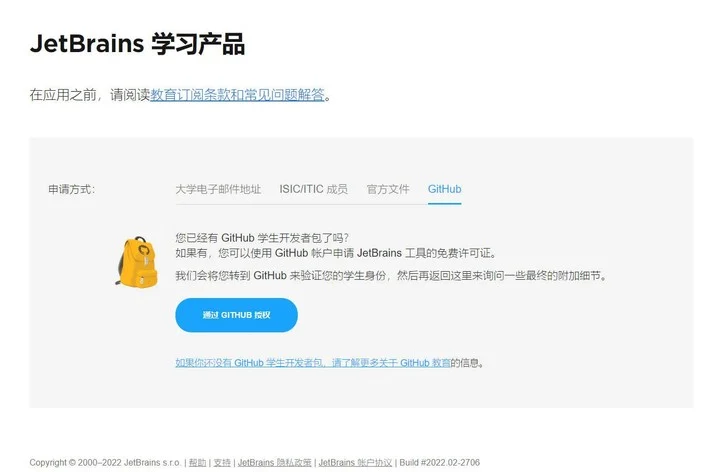 JetBrains 学习产品
在应用之前，请阅读教育订阅条款和常见问题解答。
申请方式： 大学电子邮件地址 ISIC/ITIC 成员 官方文件 GitHub
您已经有 GitHub 学生开发者包了吗？
如果有，您可以使用 GitHub 帐户申请 JetBrains 工具的免费许可证。
我们会将您转到 GitHub 来验证您的学生身份，然后再返回这里来询问一些最终的附加细节。
通过 GITHUB 授权
如果你还没有 GitHub 学生开发者包，请了解更多关于 GitHub 教育的信息。
Copyright © 2000–2022 JetBrains s.r.o. | 帮助 | 支持 | JetBrains 隐私政策 | JetBrains 帐户协议 | Build #2022.02-2706